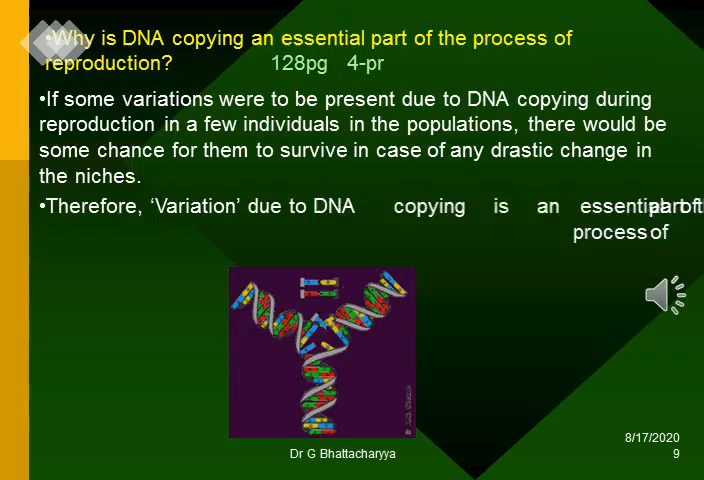 •Why is DNA copying an essential part of the process of
reproduction? 128pg 4-pr
•If some variations were to be present due to DNA copying during
reproduction in a few individuals in the populations, there would be
some chance for them to survive in case of any drastic change in
the niches.
•Therefore, ‘Variation’ due to DNA copying is an essential part of
process of
8/17/2020
Dr G Bhattacharyya 9